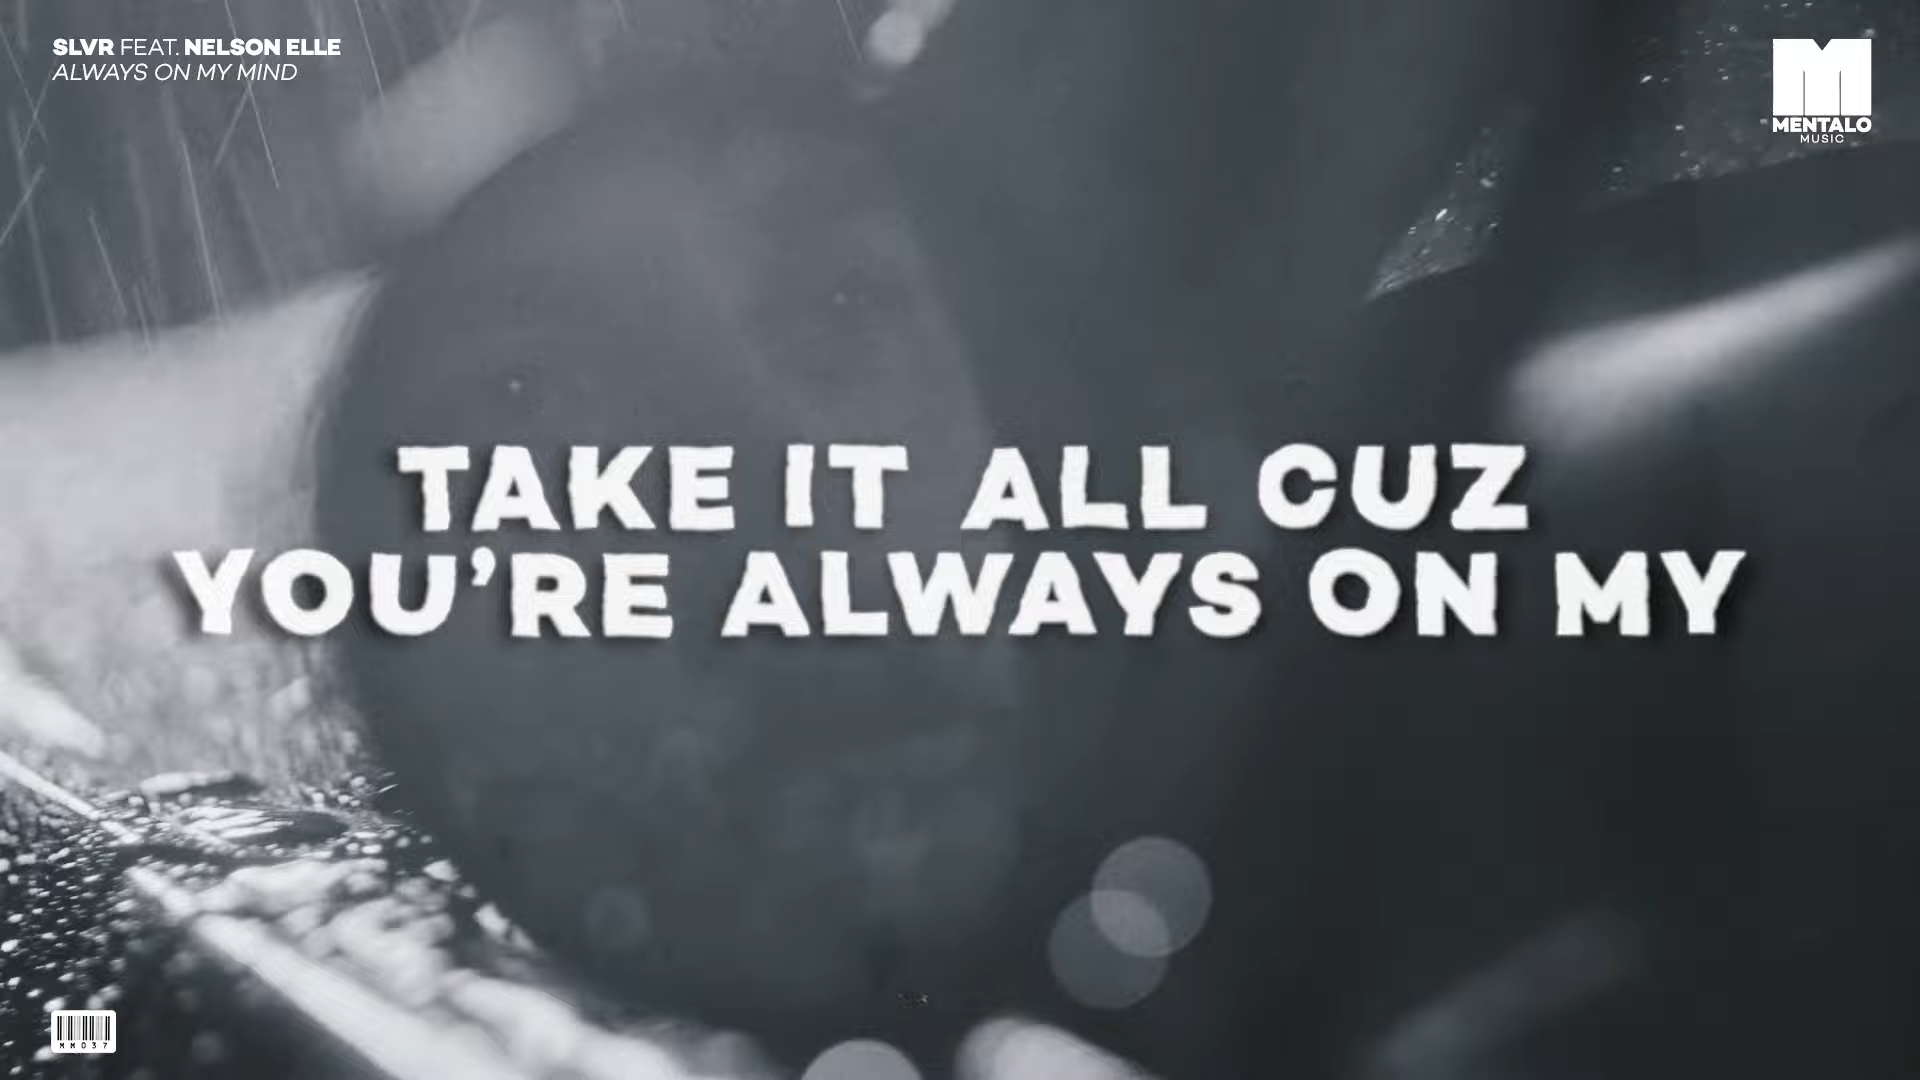 SLVR FEAT. NELSON ELLE
ALWAYS ON MY MIND
MENTALO
MUSIC
TAKE IT ALL CUZ
YOU'RE ALWAYS ON MY
MM037